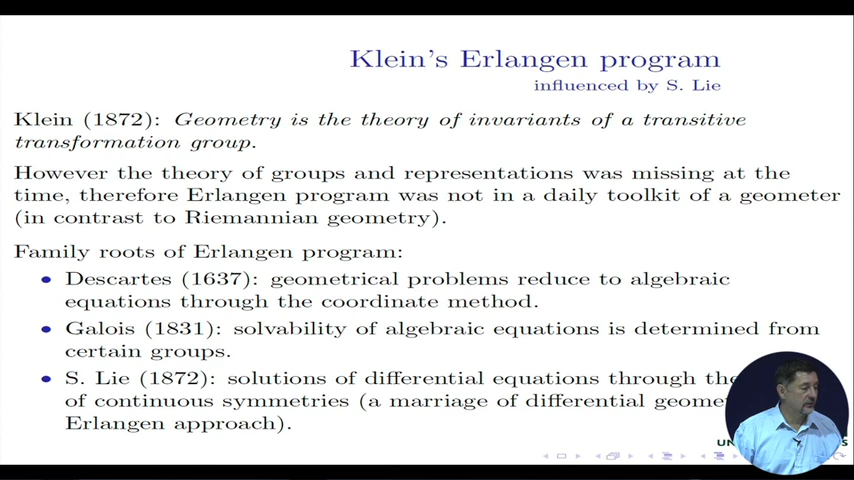 Klein's Erlangen program
influenced by S. Lie
Klein (1872): Geometry is the theory of invariants of a transitive
transformation group.
However the theory of groups and representations was missing at the
time, therefore Erlangen program was not in a daily toolkit of a geometer
(in contrast to Riemannian geometry).
Family roots of Erlangen program:
• Descartes (1637): geometrical problems reduce to algebraic
equations through the coordinate method.
• Galois (1831): solvability of algebraic equations is determined from
certain groups.
• S. Lie (1872): solutions of differential equations through the
of continuous symmetries (a marriage of differential
Erlangen approach).